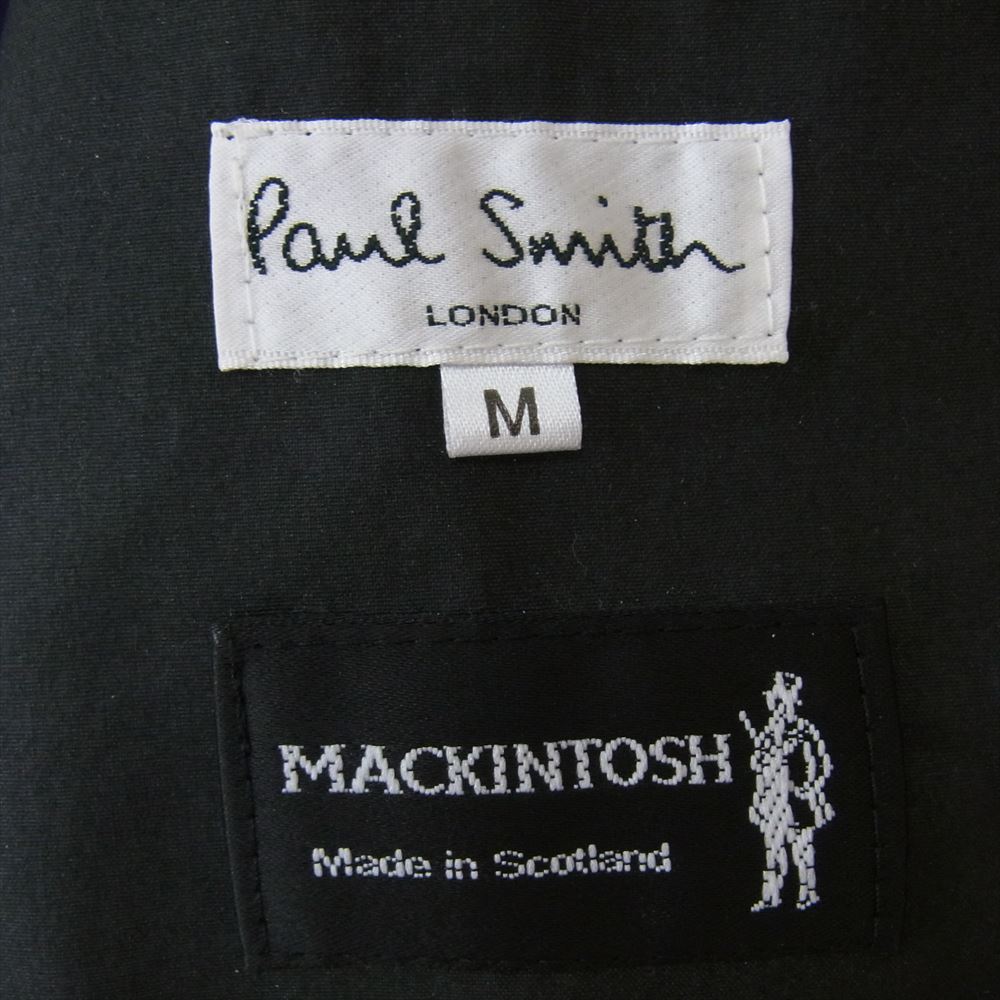 Paul Smith
LONDON
M
MACKINTOSH
Made in Scotland